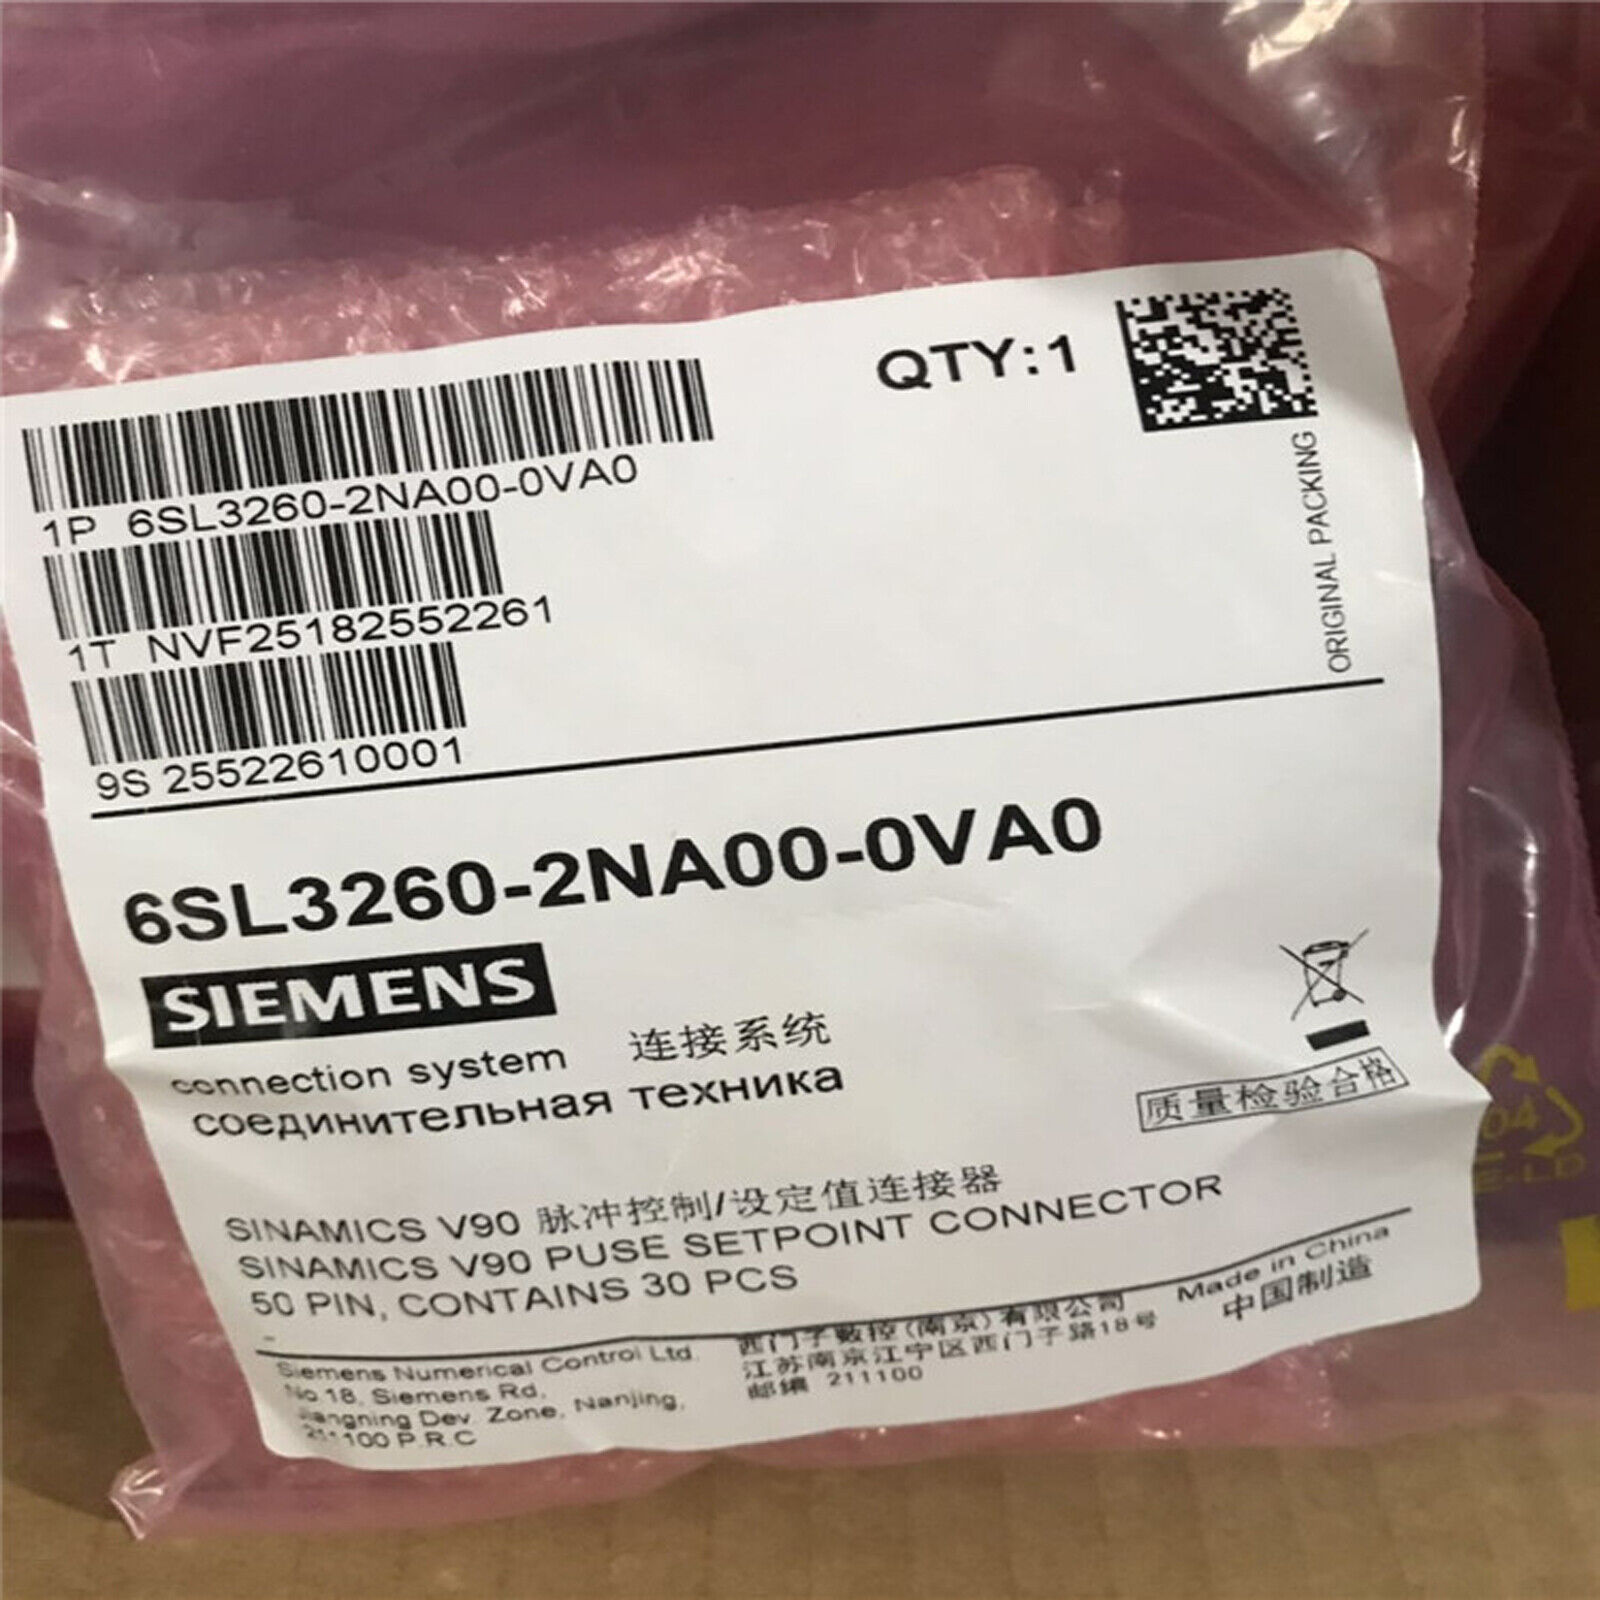 QTY:1
1P 6SL3260-2NA00-0VA0
1T NVF25182552261
9S 25522610001
ORIGINAL PACKING
6SL3260-2NA00-0VA0
SIEMENS
connection system 连接系统
соединительная техника
质量检验合格
SINAMICS V90 脉冲控制/设定值连接器
SINAMICS V90 PUSE SETPOINT CONNECTOR
50 PIN, CONTAINS 30 PCS
-
Siemens Numerical Control Ltd.
No.18, Siemens Rd,
Jiangning Dev. Zone, Nanjing,
211100 P.R.C
西门子数控(南京)有限公司
江苏南京江宁区西门子路18号
邮编 211100
Made in China
中国制造
04
E-LD